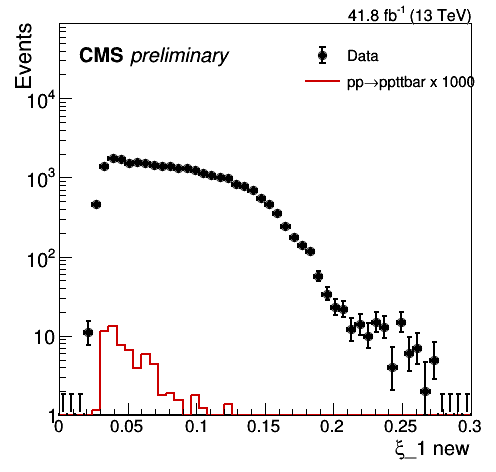 41.8 fb⁻¹ (13 TeV)
Events
CMS preliminary
Data
pp→ppttbar x 1000
10⁴
10³
10²
10
1
0 0.05 0.1 0.15 0.2 0.25 0.3
ξ_1 new